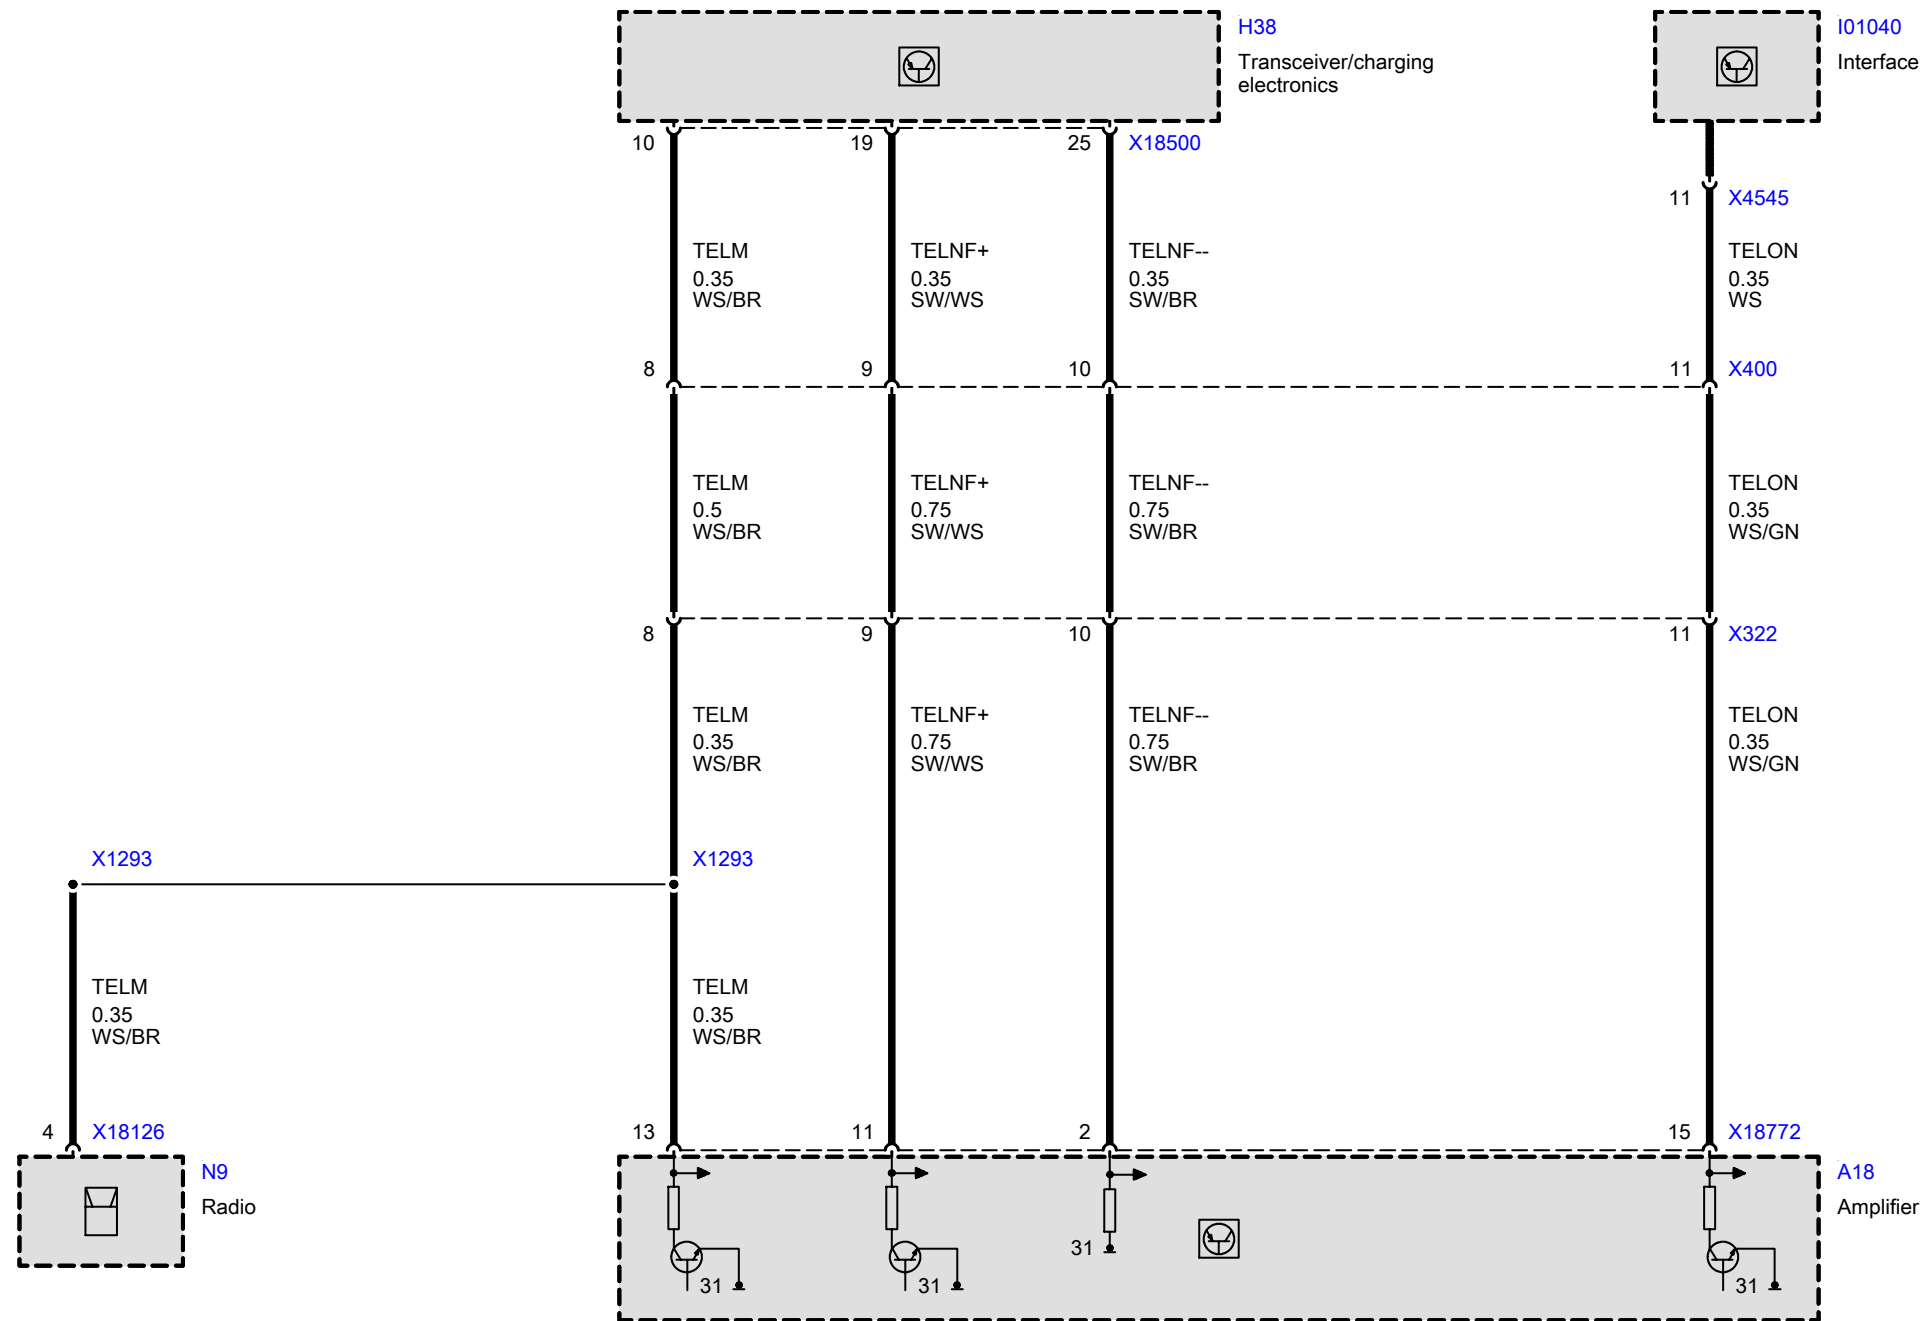 H38
Transceiver/charging
electronics
I01040
Interface
10
19
25
X18500
11
X4545
TELM
0.35
WS/BR
TELNF+
0.35
SW/WS
TELNF--
0.35
SW/BR
TELON
0.35
WS
8
9
10
11
X400
TELM
0.5
WS/BR
TELNF+
0.75
SW/WS
TELNF--
0.75
SW/BR
TELON
0.35
WS/GN
8
9
10
11
X322
TELM
0.35
WS/BR
TELNF+
0.75
SW/WS
TELNF--
0.75
SW/BR
TELON
0.35
WS/GN
X1293
X1293
TELM
0.35
WS/BR
TELM
0.35
WS/BR
4
X18126
13
11
2
15
X18772
N9
Radio
A18
Amplifier
31
31
31
31